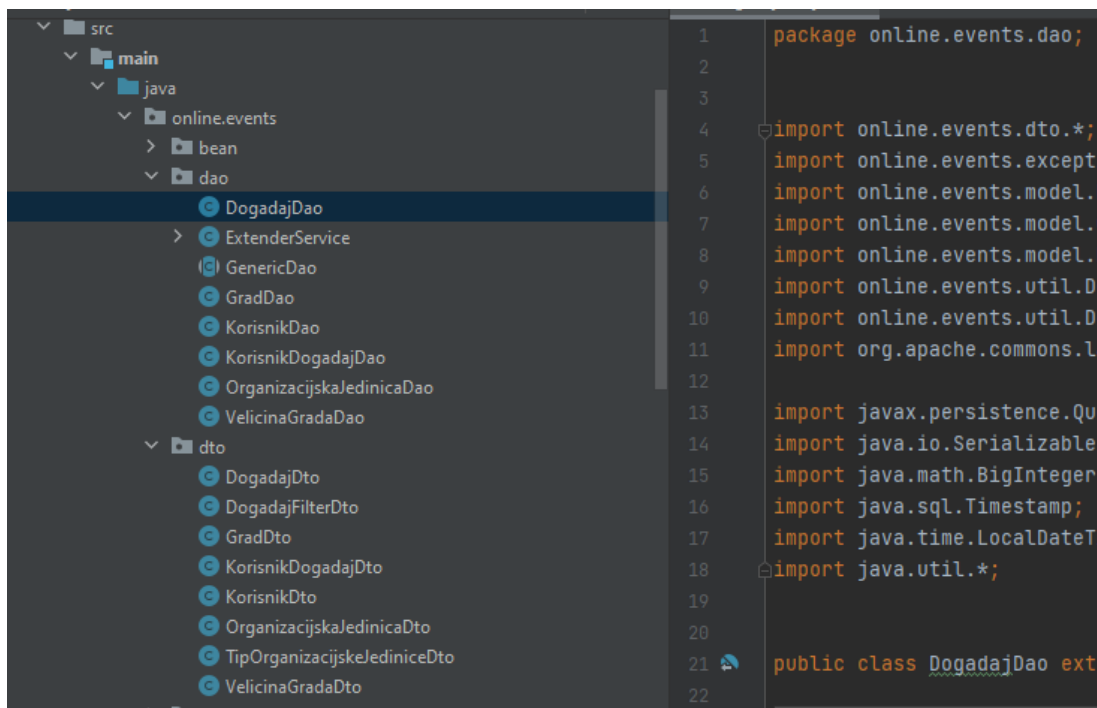 src
main
java
online.events
bean
dao
DogadajDao
ExtenderService
GenericDao
GradDao
KorisnikDao
KorisnikDogadajDao
OrganizacijskaJedinicaDao
VelicinaGradaDao
dto
DogadajDto
DogadajFilterDto
GradDto
KorisnikDogadajDto
KorisnikDto
OrganizacijskaJedinicaDto
TipOrganizacijskeJediniceDto
VelicinaGradaDto
1 package online.events.dao;
2
3
4 import online.events.dto.*;
5 import online.events.except
6 import online.events.model.
7 import online.events.model.
8 import online.events.model.
9 import online.events.util.D
10 import online.events.util.D
11 import org.apache.commons.l
12
13 import javax.persistence.Qu
14 import java.io.Serializable
15 import java.math.BigInteger
16 import java.sql.Timestamp;
17 import java.time.LocalDateT
18 import java.util.*;
19
20
21 public class DogadajDao ext
22